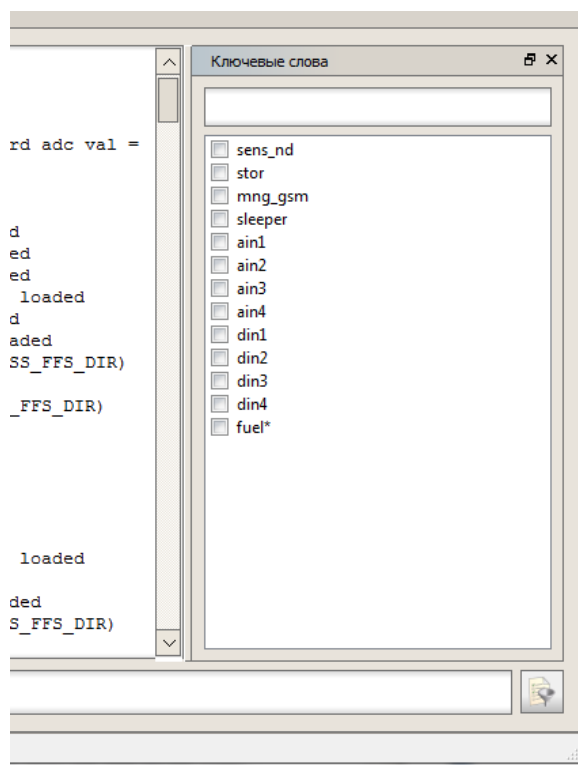 Ключевые слова
rd adc val =
d
ed
ed
loaded
d
aded
SS_FFS_DIR)
_FFS_DIR)
loaded
ded
S_FFS_DIR)
sens_nd
stor
mng_gsm
sleeper
ain1
ain2
ain3
ain4
din1
din2
din3
din4
fuel*